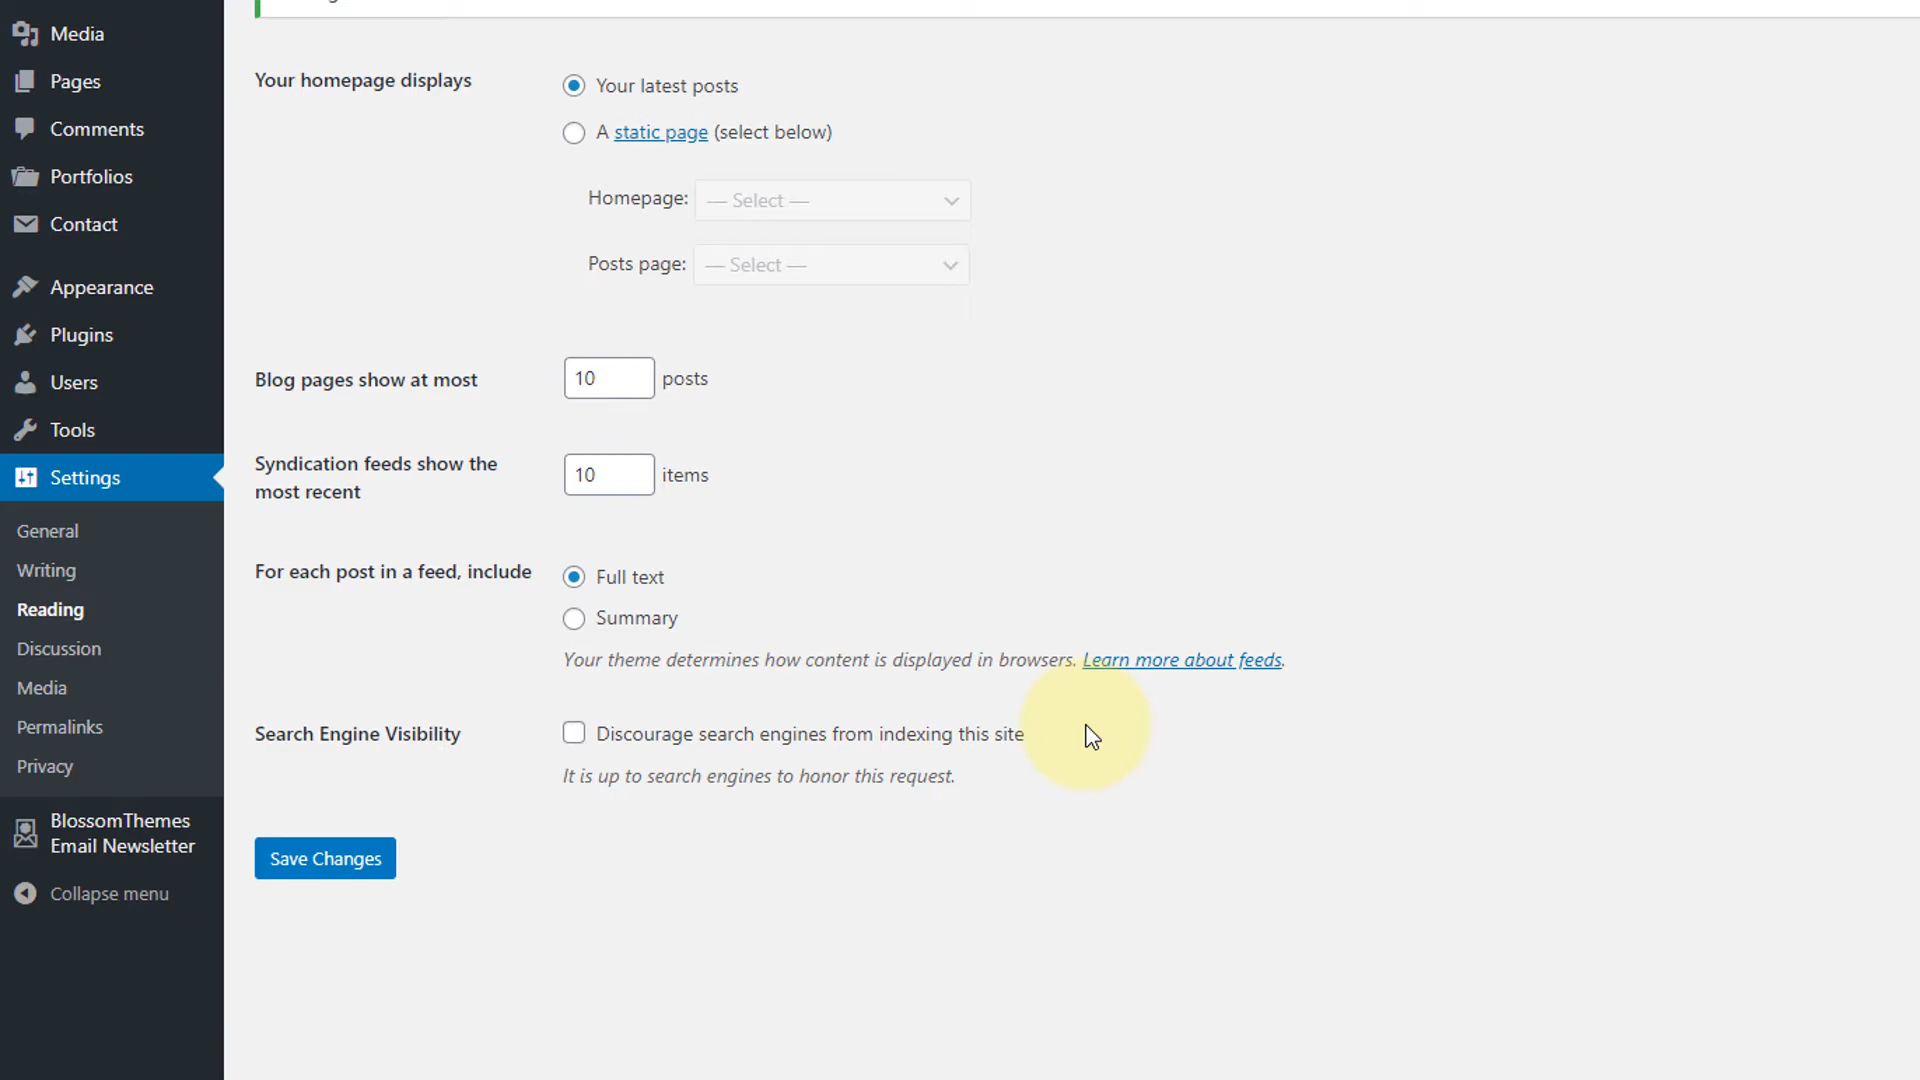 Media
Pages
Comments
Portfolios
Contact
Appearance
Plugins
Users
Tools
Settings
General
Writing
Reading
Discussion
Media
Permalinks
Privacy
BlossomThemes
Email Newsletter
Collapse menu
Your homepage displays
Your latest posts
A static page (select below)
Homepage: — Select —
Posts page: — Select —
Blog pages show at most 10 posts
Syndication feeds show the
most recent
10 items
For each post in a feed, include
Full text
Summary
Your theme determines how content is displayed in browsers. Learn more about feeds.
Search Engine Visibility
Discourage search engines from indexing this site
It is up to search engines to honor this request.
Save Changes